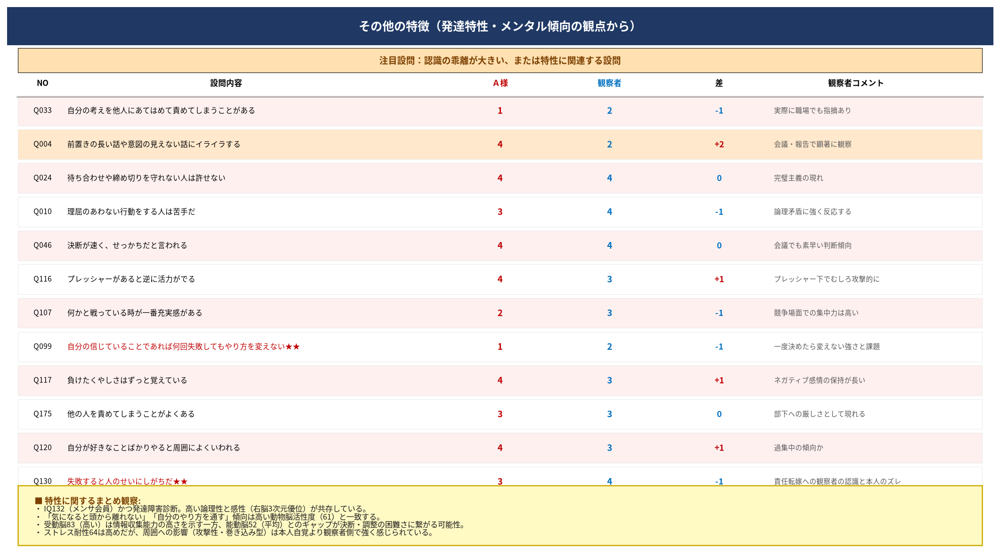 その他の特徴（発達特性・メンタル傾向の観点から）
注目設問：認識の乖離が大きい、または特性に関連する設問
NO 設問内容 A様 観察者 差 観察者コメント
Q033 自分の考えを他人にあてはめて責めてしまうことがある 1 2 -1 実際に職場でも指摘あり
Q004 前置きの長い話や意図の見えない話にイライラする 4 2 +2 会議・報告で顕著に観察
Q024 待ち合わせや締め切りを守れない人は許せない 4 4 0 完璧主義の現れ
Q010 理屈のあわない行動をする人は苦手だ 3 4 -1 論理矛盾に強く反応する
Q046 決断が速く、せっかちだと言われる 4 4 0 会議でも素早い判断傾向
Q116 プレッシャーがあると逆に活力がでる 4 3 +1 プレッシャー下でむしろ攻撃的に
Q107 何かと戦っている時が一番充実感がある 2 3 -1 競争場面での集中力は高い
Q099 自分の信じていることであれば何回失敗してもやり方を変えない★★ 1 2 -1 一度決めたら変えない強さと課題
Q117 負けたくやしさはずっと覚えている 4 3 +1 ネガティブ感情の保持が長い
Q175 他の人を責めてしまうことがよくある 3 3 0 部下への厳しさとして現れる
Q120 自分が好きなことばかりやると周囲によくいわれる 4 3 +1 過集中の傾向か
Q130 失敗すると人のせいにしがちだ★★ 3 4 -1 責任転嫁への観察者の認識と本人のズレ
■ 特性に関するまとめ観察:
・ IQ132（メンサ会員）かつ発達障害診断。高い論理性と感性（右脳3次元優位）が共存している。
・ 「気になると頭から離れない」「自分のやり方を通す」傾向は高い動物脳活性度（61）と一致する。
・ 受動脳83（高い）は情報収集能力の高さを示す一方、能動脳52（平均）とのギャップが決断・調整の困難さに繋がる可能性。
・ ストレス耐性64は高めだが、周囲への影響（攻撃性・巻き込み型）は本人自覚より観察者側で強く感じられている。